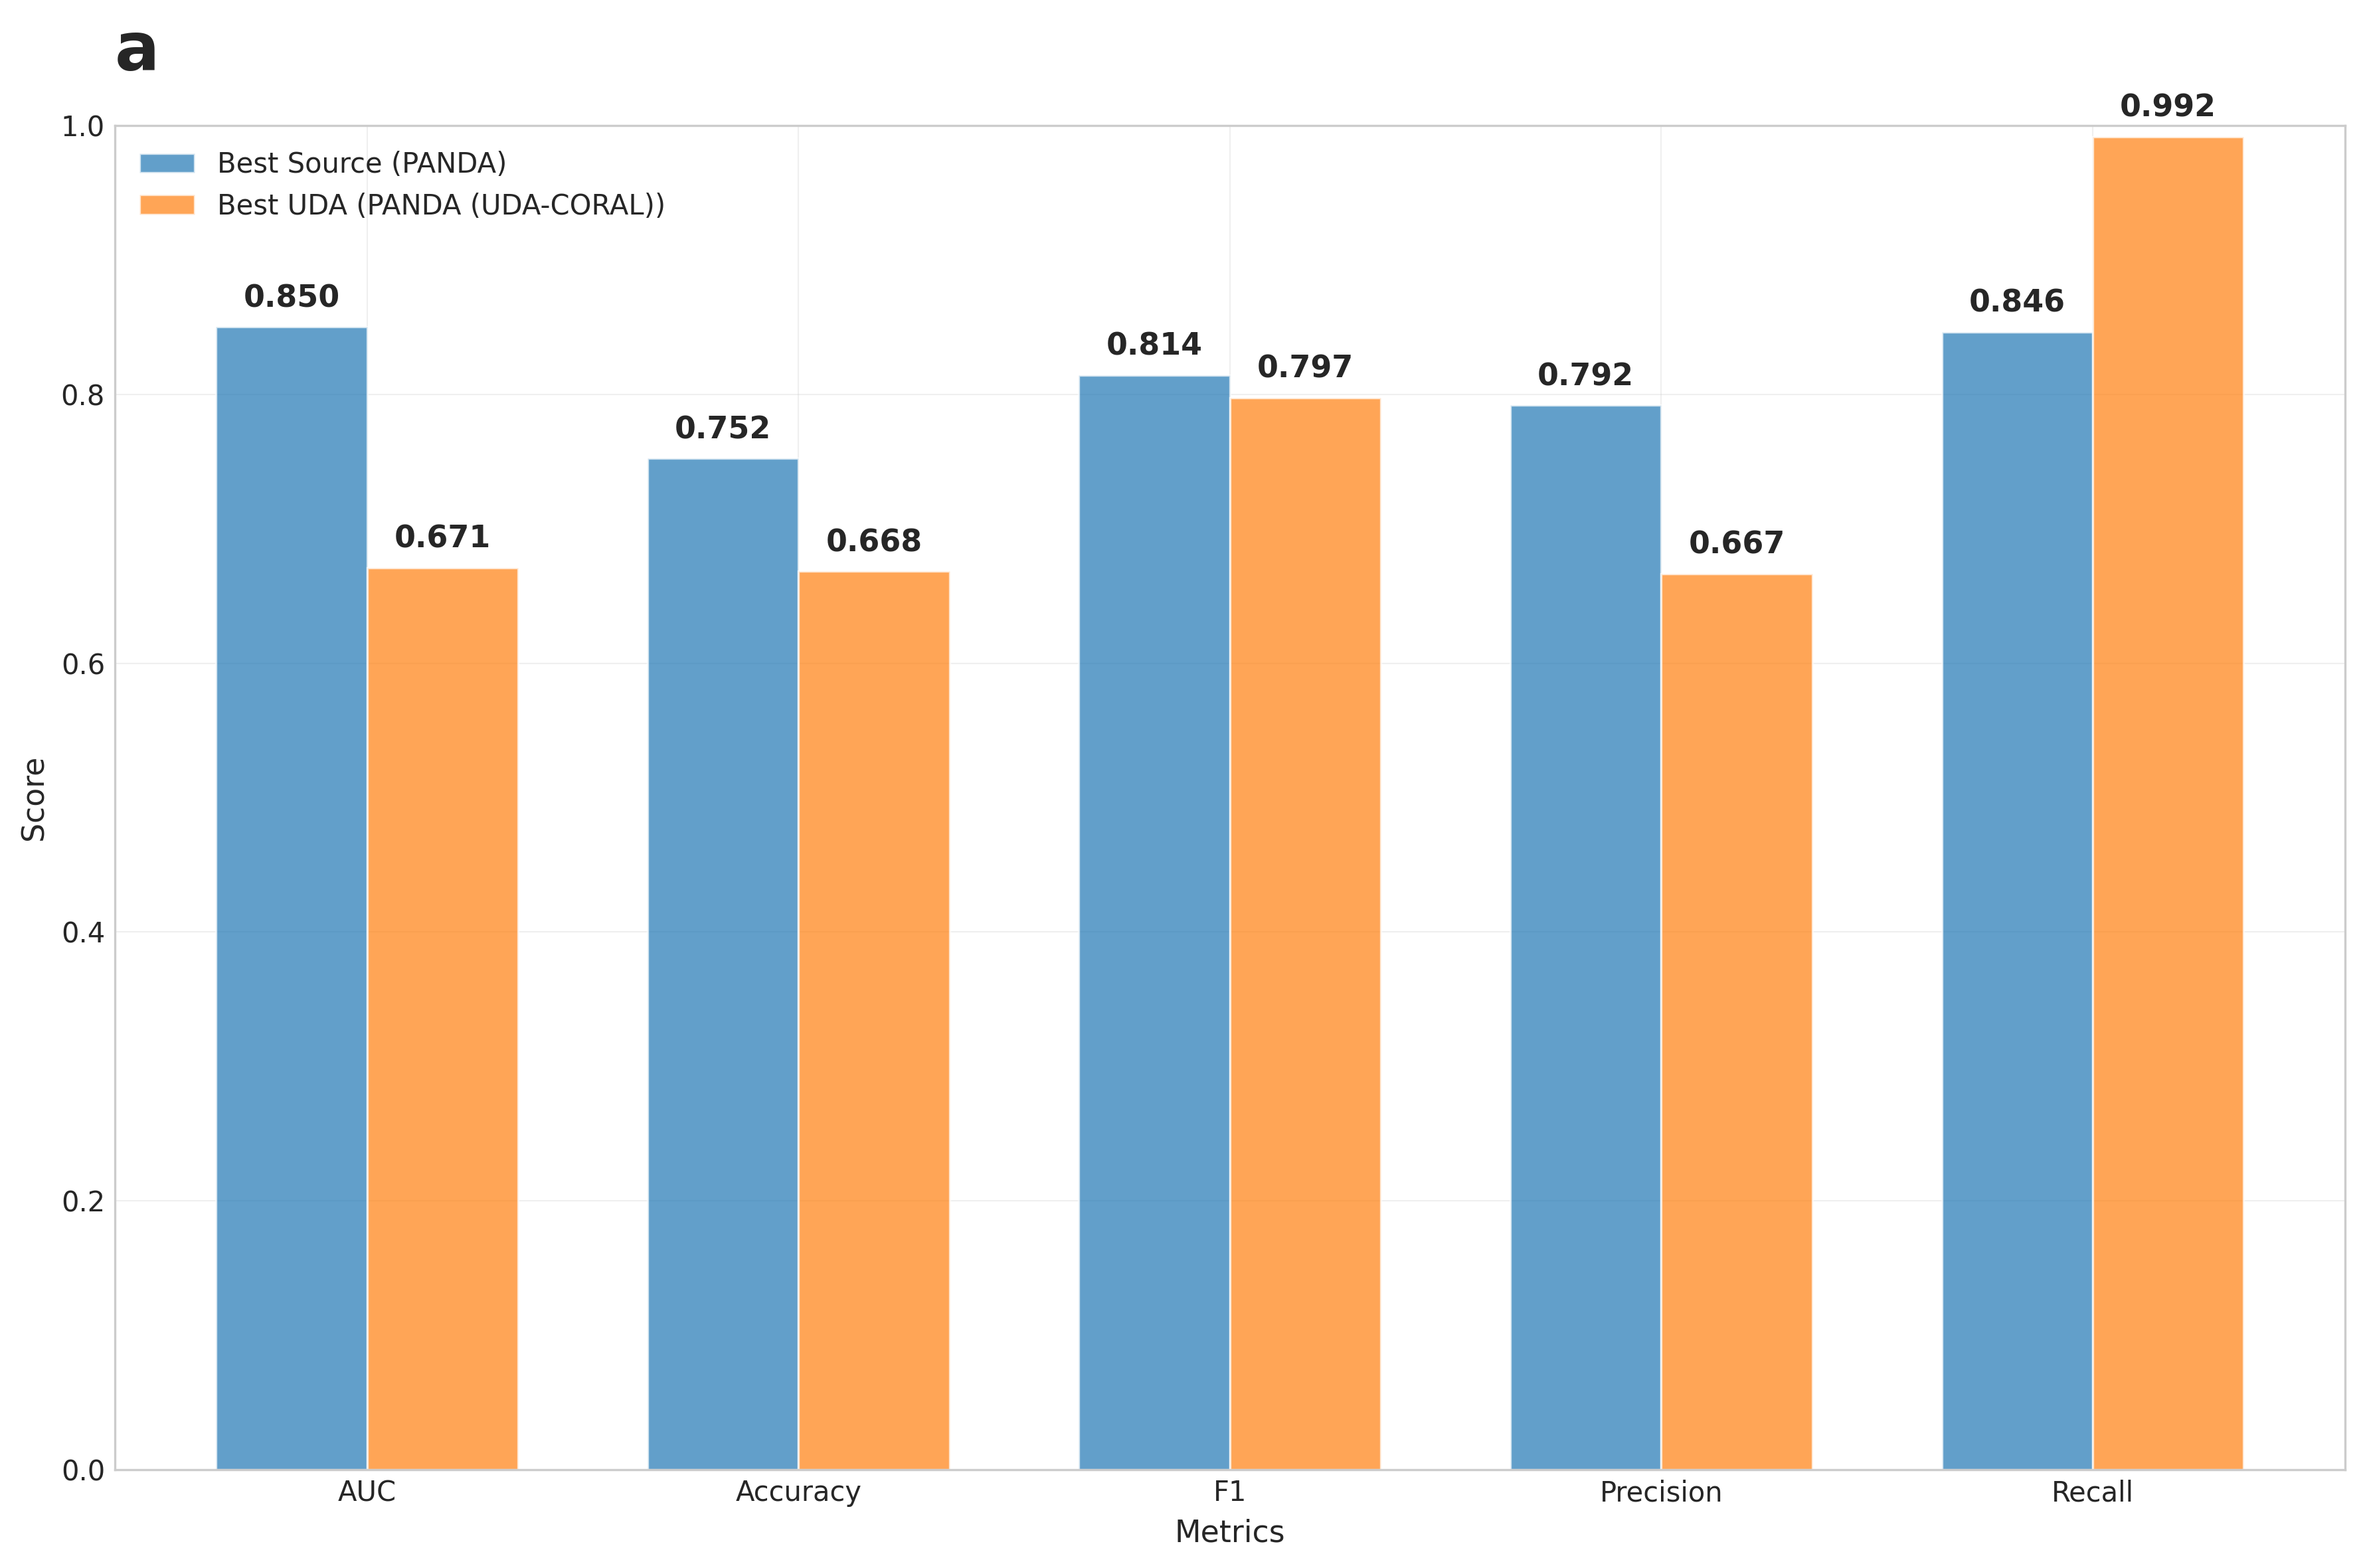 a
1.0
0.8
0.6
0.4
0.2
0.0
Score
Best Source (PANDA)
Best UDA (PANDA (UDA-CORAL))
0.850
0.671
0.752
0.668
0.814
0.797
0.792
0.667
0.846
0.992
AUC
Accuracy
F1
Precision
Recall
Metrics